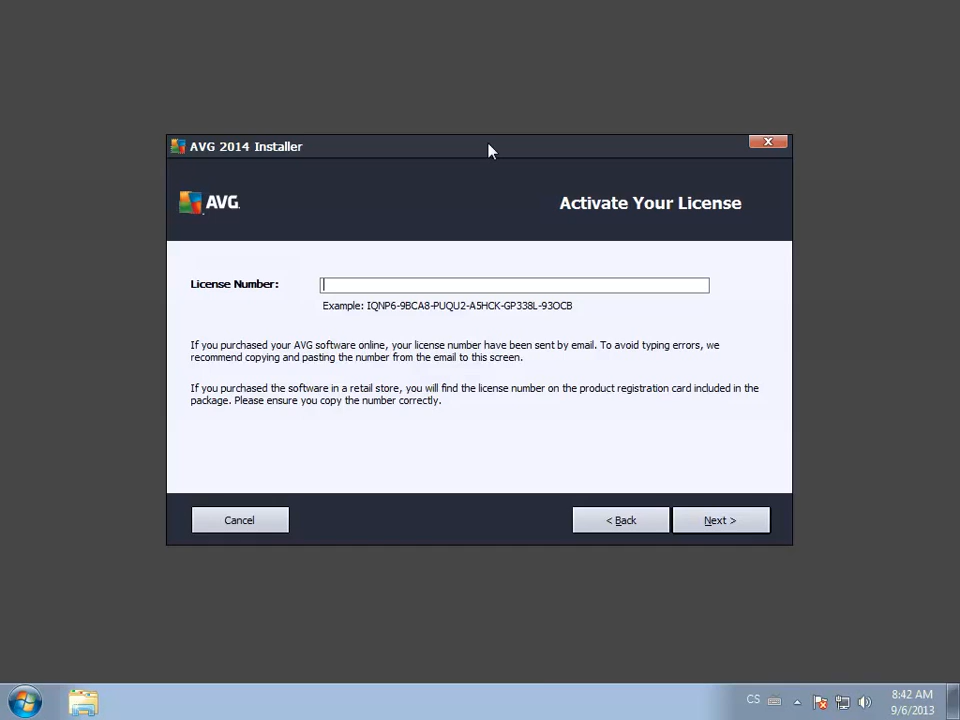 AVG 2014 Installer
AVG.
Activate Your License
License Number:
Example: IQNP6-9BCA8-PUQU2-A5HCK-GP338L-93OCB
If you purchased your AVG software online, your license number have been sent by email. To avoid typing errors, we
recommend copying and pasting the number from the email to this screen.
If you purchased the software in a retail store, you will find the license number on the product registration card included in the
package. Please ensure you copy the number correctly.
Cancel
< Back
Next >
CS
8:42 AM
9/6/2013